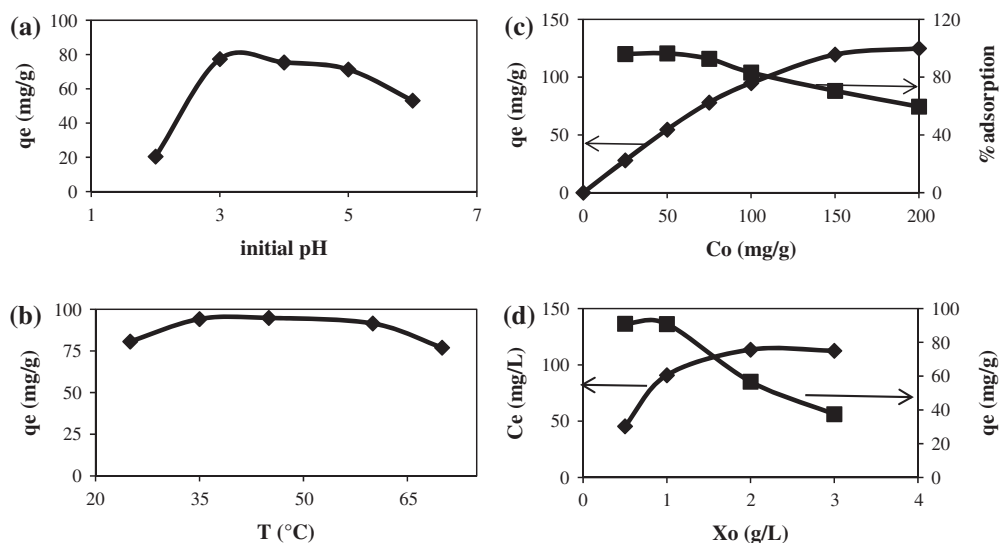 (a)
100
80
60
40
20
0
qe (mg/g)
1 3 5 7
initial pH
(c)
150
100
50
0
qe (mg/g)
120
80
40
0
% adsorption
0 50 100 150 200
Co (mg/g)
(b)
100
75
50
25
0
qe (mg/g)
20 35 50 65
T (°C)
(d)
150
100
50
0
Ce (mg/L)
100
80
60
40
20
0
qe (mg/g)
0 1 2 3 4
Xo (g/L)